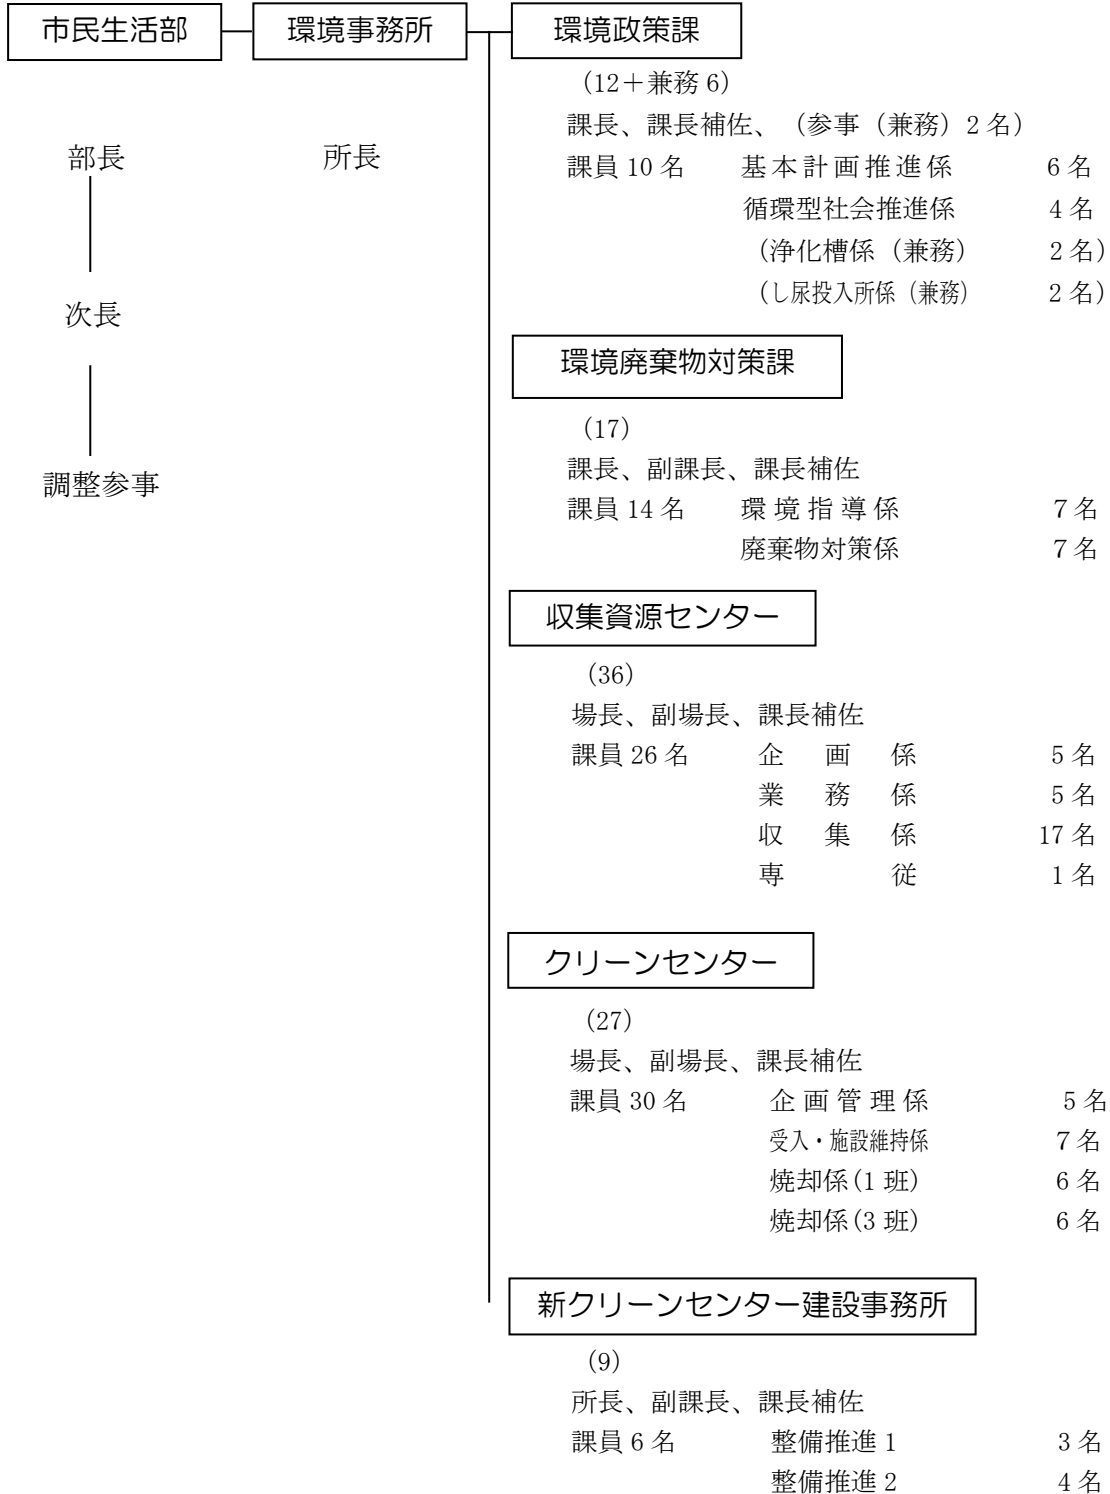 市民生活部 環境事務所 環境政策課
(12＋兼務 6)
課長、課長補佐、（参事（兼務）2 名）
部長 所長
課員 10 名 基本計画推進係 6 名
循環型社会推進係 4 名
（浄化槽係（兼務） 2 名）
（し尿投入所係（兼務） 2 名）
次長
環境廃棄物対策課
(17)
課長、副課長、課長補佐
調整参事
課員 14 名 環境指導係 7 名
廃棄物対策係 7 名
収集資源センター
(36)
場長、副場長、課長補佐
課員 26 名 企画係 5 名
業務係 5 名
収集係 17 名
専従 1 名
クリーンセンター
(27)
場長、副場長、課長補佐
課員 30 名 企画管理係 5 名
受入・施設維持係 7 名
焼却係(1 班) 6 名
焼却係(3 班) 6 名
新クリーンセンター建設事務所
(9)
所長、副課長、課長補佐
課員 6 名 整備推進 1 3 名
整備推進 2 4 名